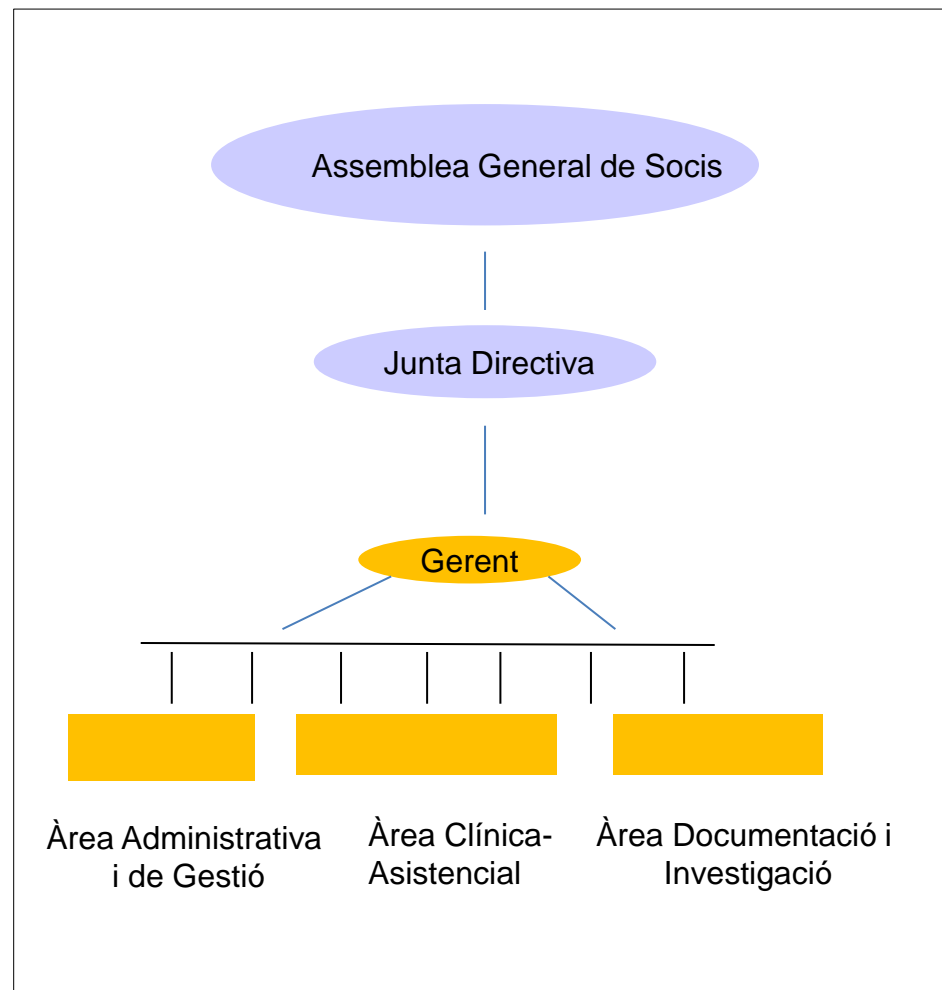 Assemblea General de Socis
Junta Directiva
Gerent
Àrea Administrativa
i de Gestió
Àrea Clínica-
Asistencial
Àrea Documentació i
Investigació